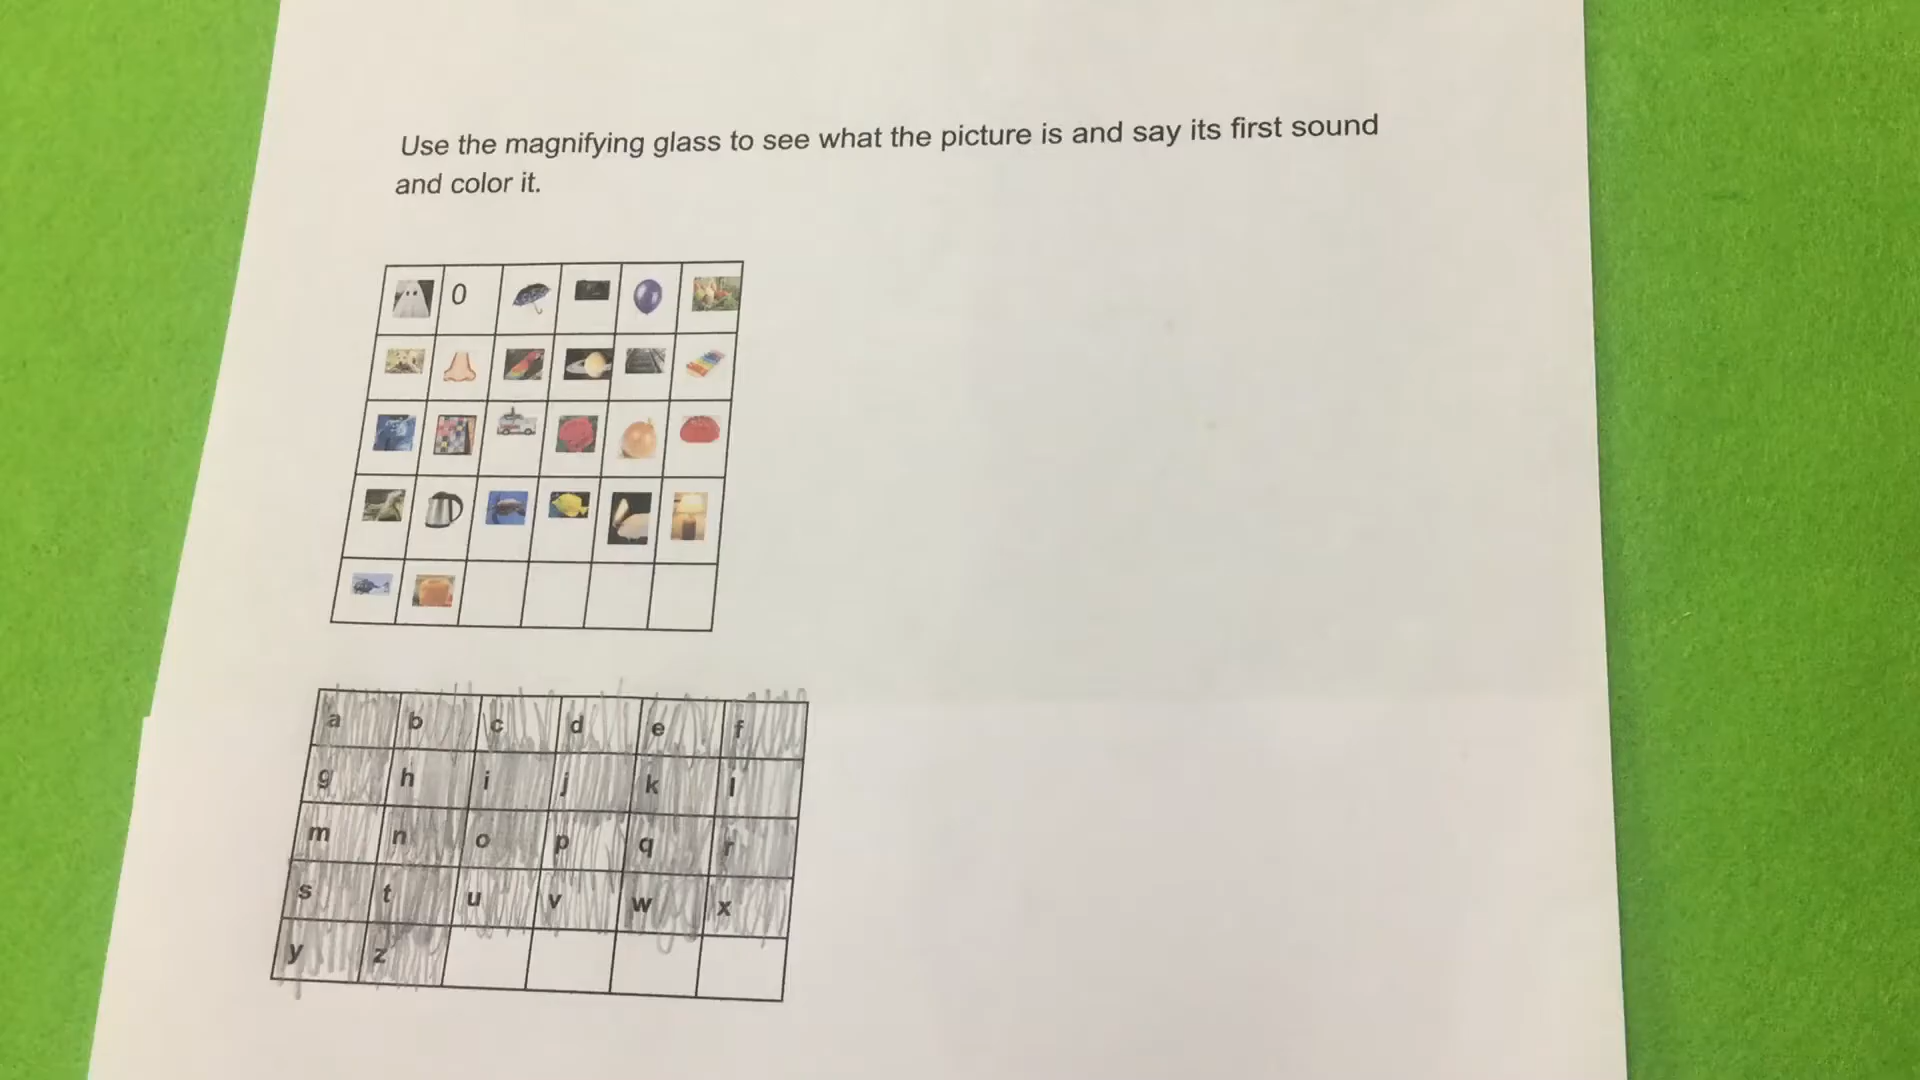 Use the magnifying glass to see what the picture is and say its first sound
and color it.
0
a b c d e f
g h i j k l
m n o p q r
s t u v w x
y z